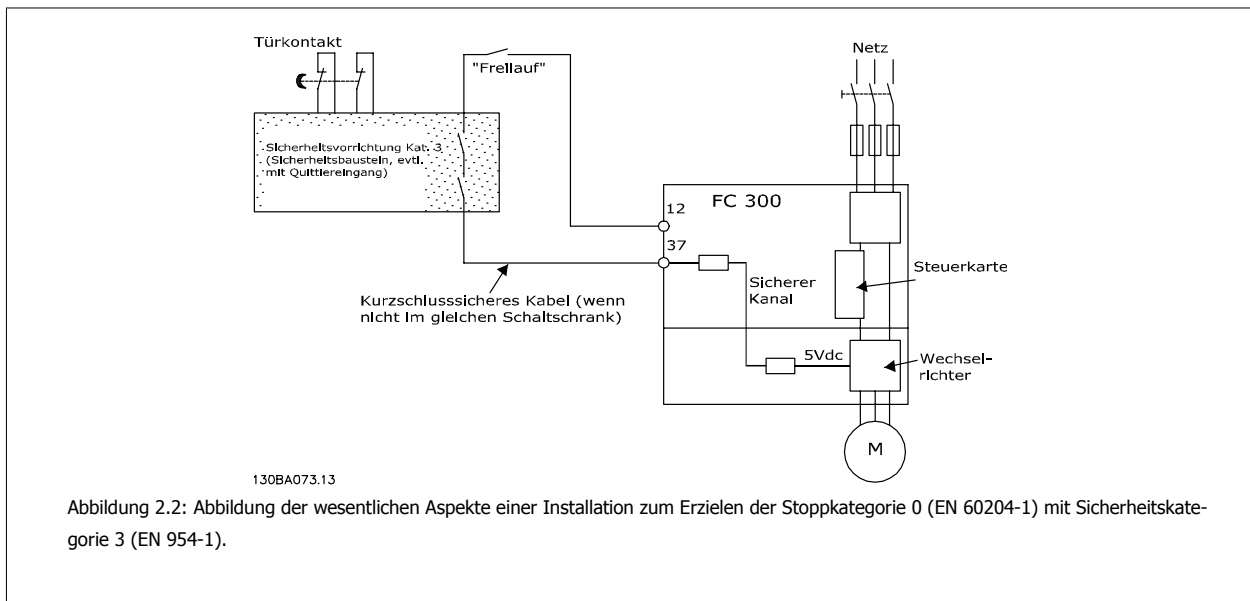 Türkontakt
Netz
"Freilauf"
Sicherheitsvorrichtung Kat. 3
(Sicherheitsbaustein, evtl.
mit Quittiereingang)
12
FC 300
37
Steuerkarte
Sicherer
Kanal
Kurzschlusssicheres Kabel (wenn
nicht im gleichen Schaltschrank)
5Vdc
Wechsel-
richter
M
130BA073.13
Abbildung 2.2: Abbildung der wesentlichen Aspekte einer Installation zum Erzielen der Stoppkategorie 0 (EN 60204-1) mit Sicherheitskate-
gorie 3 (EN 954-1).